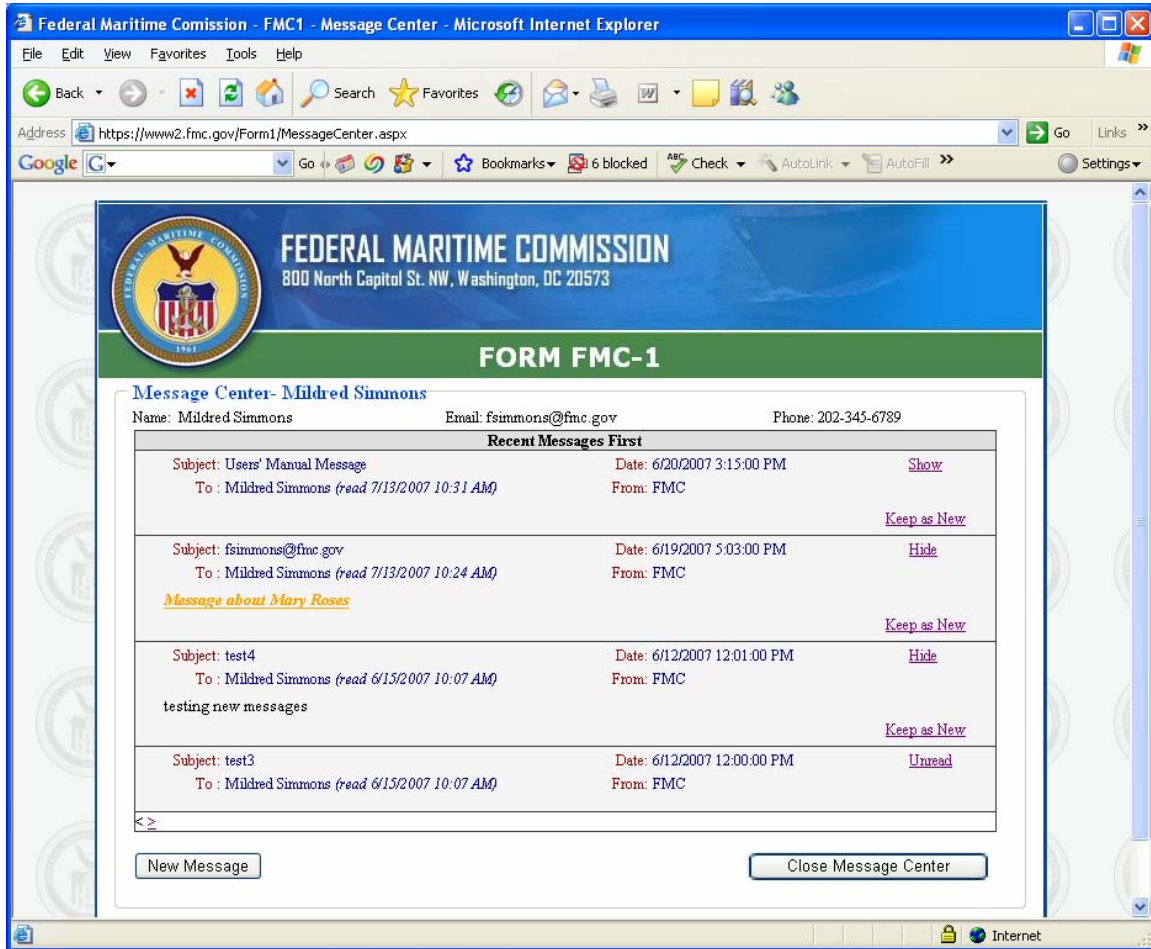 Federal Maritime Comission - FMC1 - Message Center - Microsoft Internet Explorer
File Edit View Favorites Tools Help
Back Search Favorites W
Address https://www2.fmc.gov/Form1/MessageCenter.aspx Go Links »
Google G Go Bookmarks 6 blocked ABC Check AutoLink AutoFill » Settings
MARITIME COMMISSION
FEDERAL MARITIME COMMISSION
800 North Capitol St. NW, Washington, DC 20573
1961
FORM FMC-1
Message Center- Mildred Simmons
Name: Mildred Simmons Email: fsimmons@fmc.gov Phone: 202-345-6789
Recent Messages First
Subject: Users' Manual Message Date: 6/20/2007 3:15:00 PM Show
To : Mildred Simmons (read 7/13/2007 10:31 AM) From: FMC
Keep as New
Subject: fsimmons@fmc.gov Date: 6/19/2007 5:03:00 PM Hide
To : Mildred Simmons (read 7/13/2007 10:24 AM) From: FMC
Message about Mary Roses
Keep as New
Subject: test4 Date: 6/12/2007 12:01:00 PM Hide
To : Mildred Simmons (read 6/15/2007 10:07 AM) From: FMC
testing new messages
Keep as New
Subject: test3 Date: 6/12/2007 12:00:00 PM Unread
To : Mildred Simmons (read 6/15/2007 10:07 AM) From: FMC
< >
New Message Close Message Center
Internet